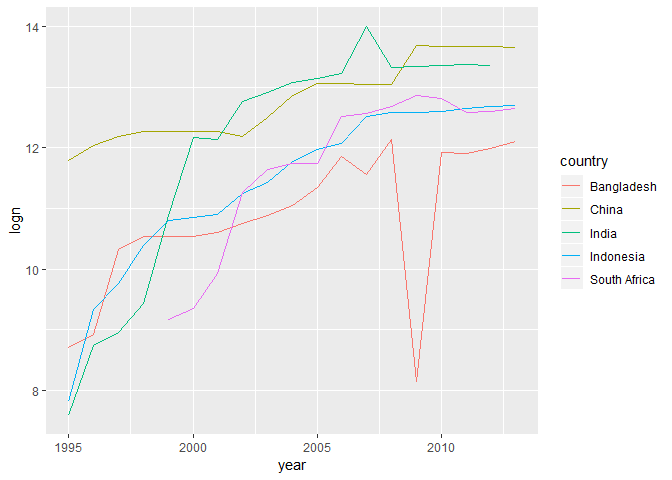 14
12
10
8
logn
1995
2000
2005
2010
year
country
Bangladesh
China
India
Indonesia
South Africa